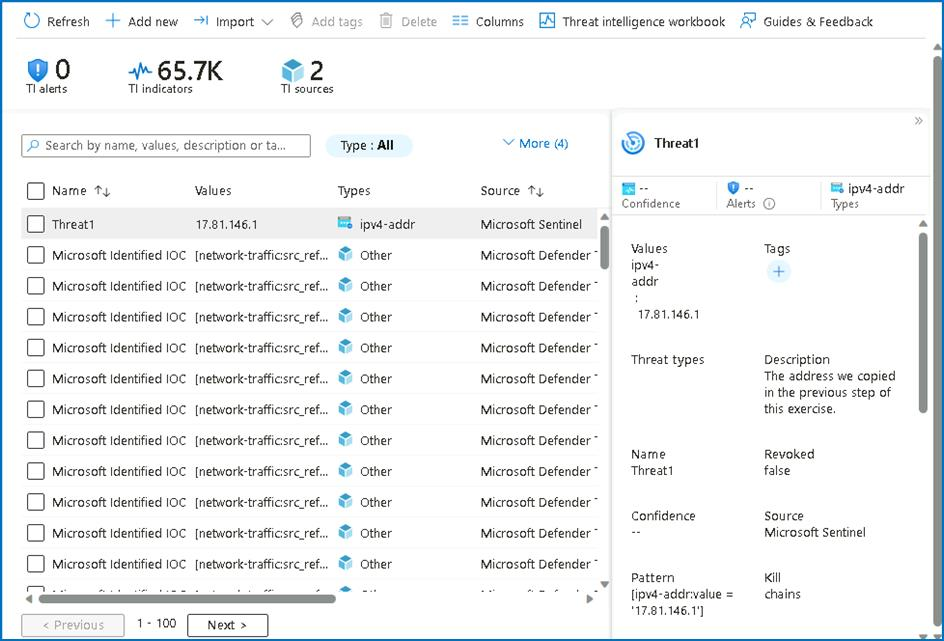 Refresh Add new Import Add tags Delete Columns Threat intelligence workbook Guides & Feedback
0 65.7K 2
TI alerts TI indicators TI sources
Search by name, values, description or ta... Type : All More (4)
Name Values Types Source
Threat1 17.81.146.1 ipv4-addr Microsoft Sentinel
Microsoft Identified IOC [network-traffic:src_ref... Other Microsoft Defender
Microsoft Identified IOC [network-traffic:src_ref... Other Microsoft Defender
Microsoft Identified IOC [network-traffic:src_ref... Other Microsoft Defender
Microsoft Identified IOC [network-traffic:src_ref... Other Microsoft Defender
Microsoft Identified IOC [network-traffic:src_ref... Other Microsoft Defender
Microsoft Identified IOC [network-traffic:src_ref... Other Microsoft Defender
Microsoft Identified IOC [network-traffic:src_ref... Other Microsoft Defender
Microsoft Identified IOC [network-traffic:src_ref... Other Microsoft Defender
Microsoft Identified IOC [network-traffic:src_ref... Other Microsoft Defender
Microsoft Identified IOC [network-traffic:src_ref... Other Microsoft Defender
Microsoft Identified IOC [network-traffic:src_ref... Other Microsoft Defender
< Previous 1 - 100 Next >
»
Threat1
-- -- ipv4-addr
Confidence Alerts Types
Values Tags
ipv4-
addr
:
17.81.146.1
Threat types Description
The address we copied
in the previous step of
this exercise.
Name Revoked
Threat1 false
Confidence Source
-- Microsoft Sentinel
Pattern Kill
[ipv4-addr:value = chains
'17.81.146.1']